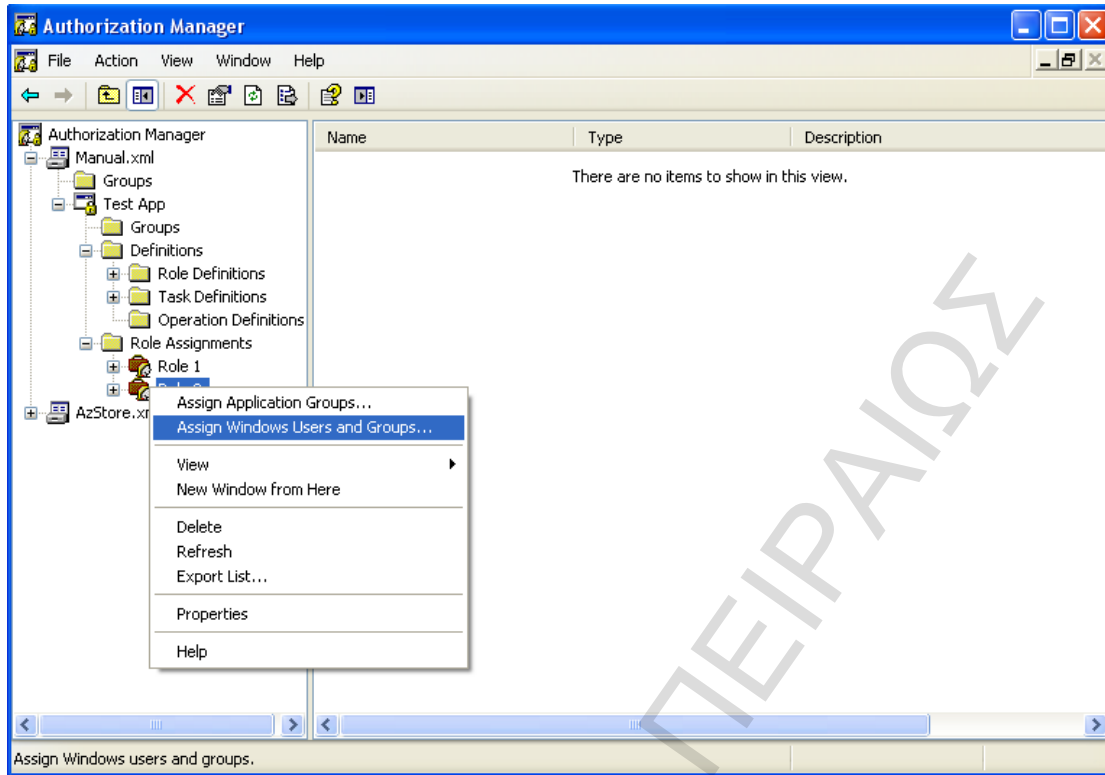 Authorization Manager
File Action View Window Help
Authorization Manager
Manual.xml
Groups
Test App
Groups
Definitions
Role Definitions
Task Definitions
Operation Definitions
Role Assignments
Role 1
Name Type Description
There are no items to show in this view.
Assign Application Groups...
Assign Windows Users and Groups...
View
New Window from Here
Delete
Refresh
Export List...
Properties
Help
Assign Windows users and groups.
ΠΕΙΡΑΙΩΣ